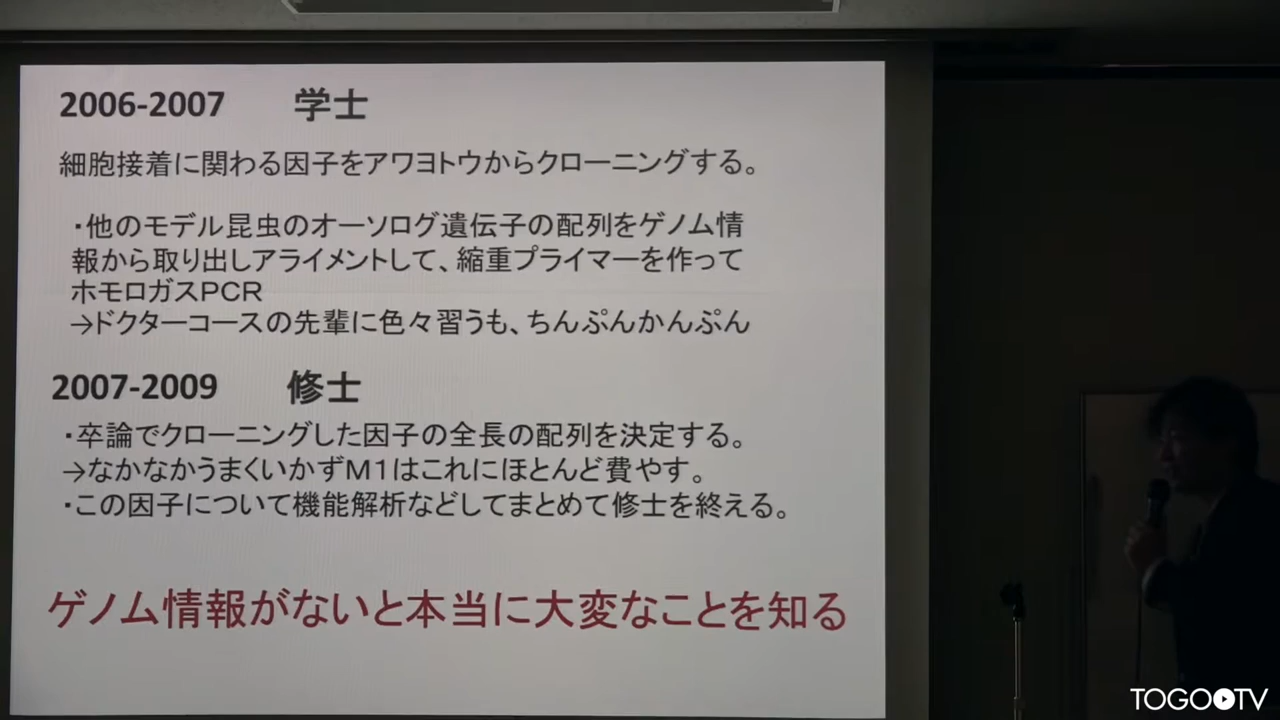 2006-2007 学士
細胞接着に関わる因子をアワヨトウからクローニングする。
・他のモデル昆虫のオーソログ遺伝子の配列をゲノム情
報から取り出しアライメントして、縮重プライマーを作って
ホモロガスPCR
→ドクターコースの先輩に色々習うも、ちんぷんかんぷん
2007-2009 修士
・卒論でクローニングした因子の全長の配列を決定する。
→なかなかうまくいかずM1はこれにほとんど費やす。
・この因子について機能解析などしてまとめて修士を終える。
ゲノム情報がないと本当に大変なことを知る
TOGOTV